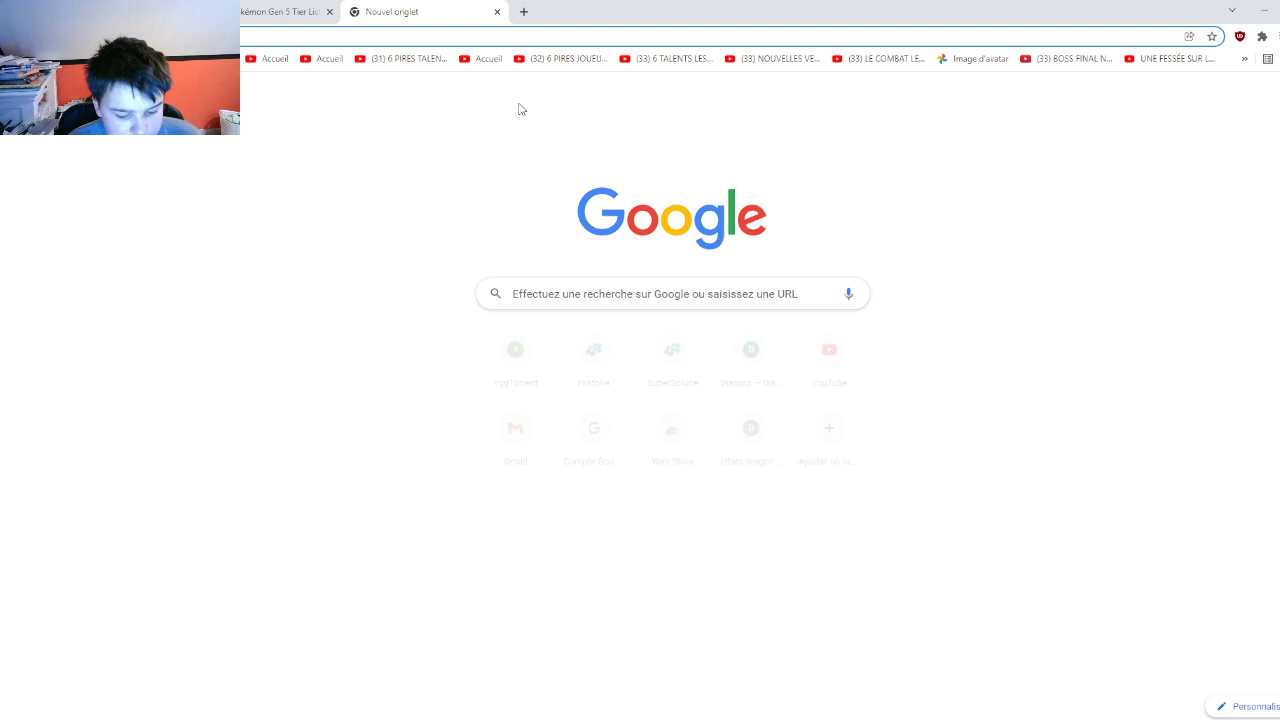 kémon Gen 5 Tier List
Nouvel onglet
Accueil
Accueil
(31) 6 PIRES TALEN...
Accueil
(32) 6 PIRES JOUEU...
(33) 6 TALENTS LES...
(33) NOUVELLES VE...
(33) LE COMBAT LE...
Image d'avatar
(33) BOSS FINAL N...
UNE FESSÉE SUR L...
Google
Effectuez une recherche sur Google ou saisissez une URL
YggTorrent
Histoire
SuperSoluce
Discord — Dis...
YouTube
Gmail
Compte Goo...
Web Store
attabi dragon...
Ajouter un ra...
Personnalis